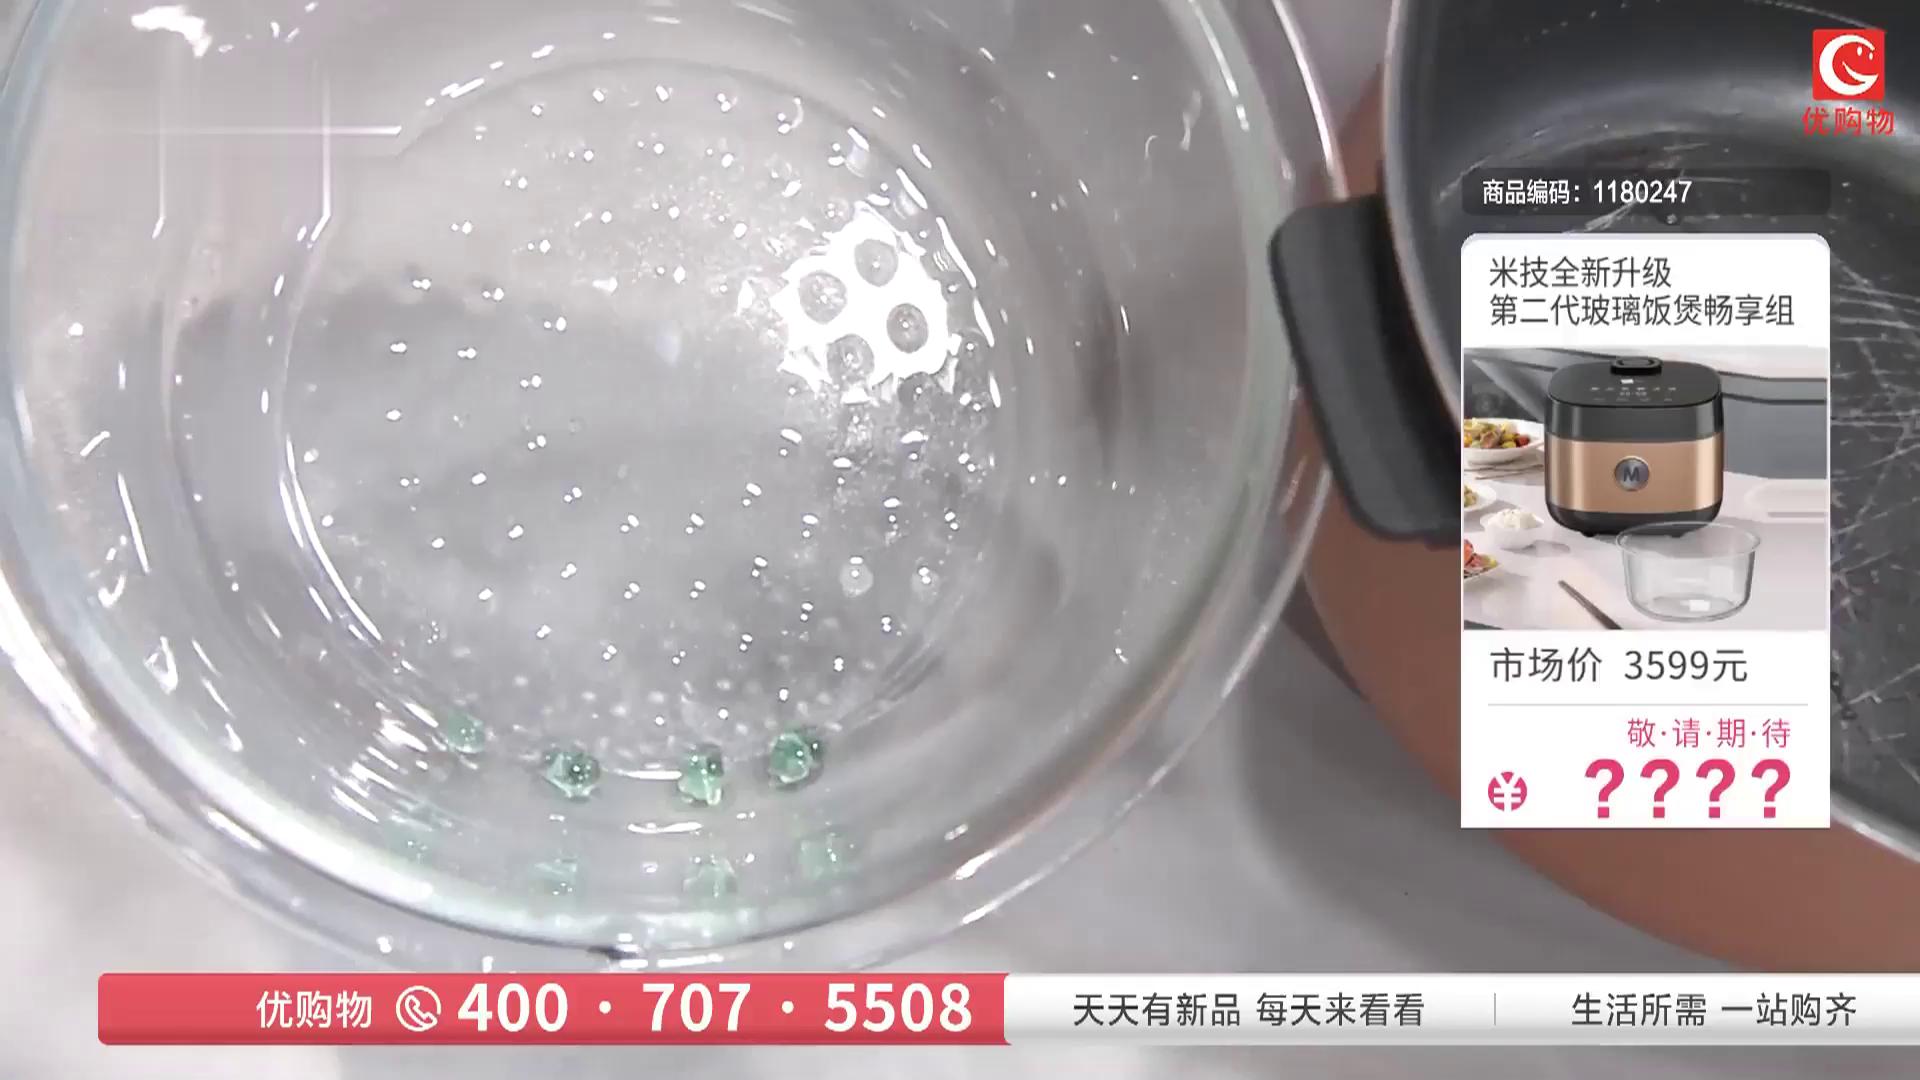 优购物
商品编码：1180247
米技全新升级
第二代玻璃饭煲畅享组
M
市场价 3599元
敬·请·期·待
¥ ????
优购物 400·707·5508
天天有新品 每天来看看
生活所需 一站购齐